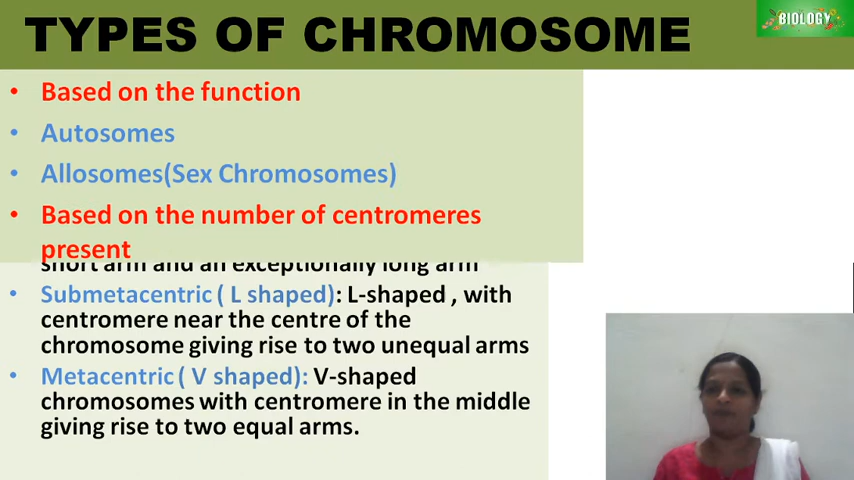 TYPES OF CHROMOSOME
BIOLOGY
• Based on the function
• Autosomes
• Allosomes(Sex Chromosomes)
• Based on the number of centromeres
present
short arm and an exceptionally long arm
• Submetacentric ( L shaped): L-shaped , with
centromere near the centre of the
chromosome giving rise to two unequal arms
• Metacentric ( V shaped): V-shaped
chromosomes with centromere in the middle
giving rise to two equal arms.